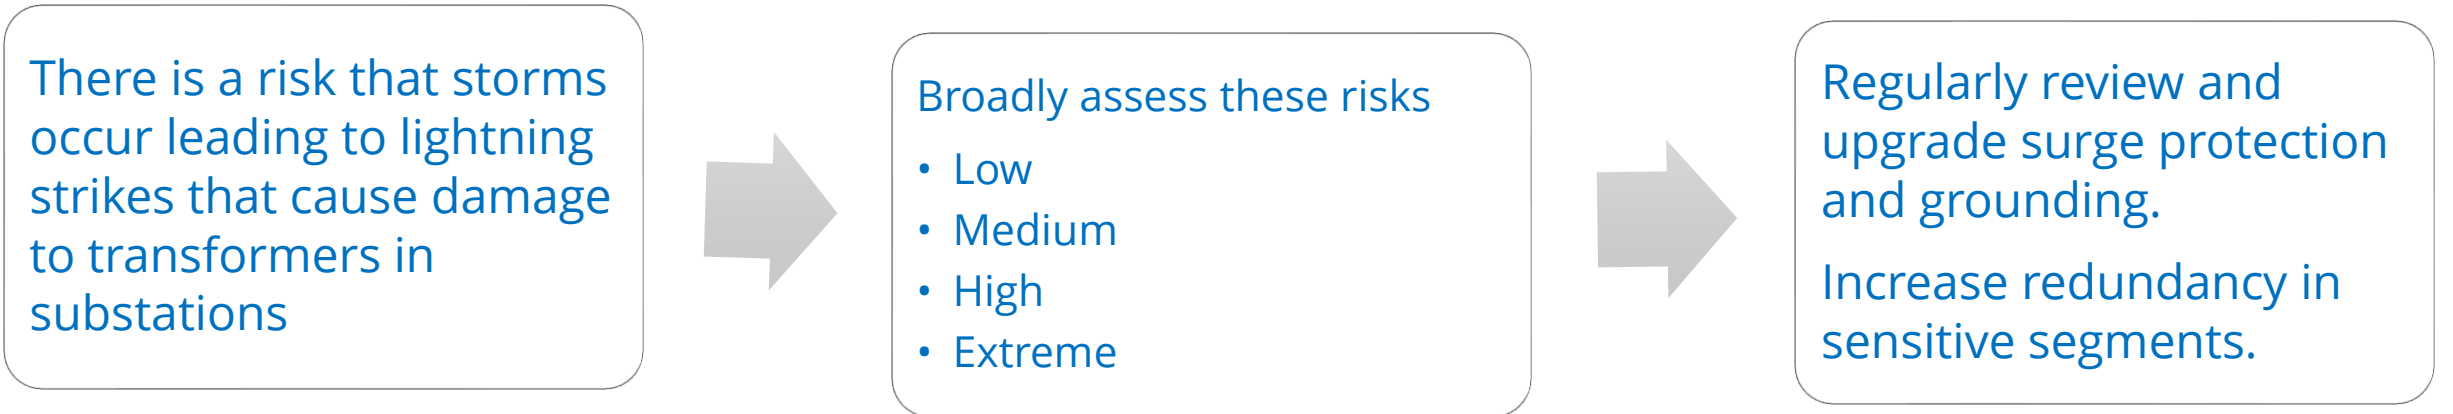 There is a risk that storms
occur leading to lightning
strikes that cause damage
to transformers in
substations
Broadly assess these risks
• Low
• Medium
• High
• Extreme
Regularly review and
upgrade surge protection
and grounding.
Increase redundancy in
sensitive segments.